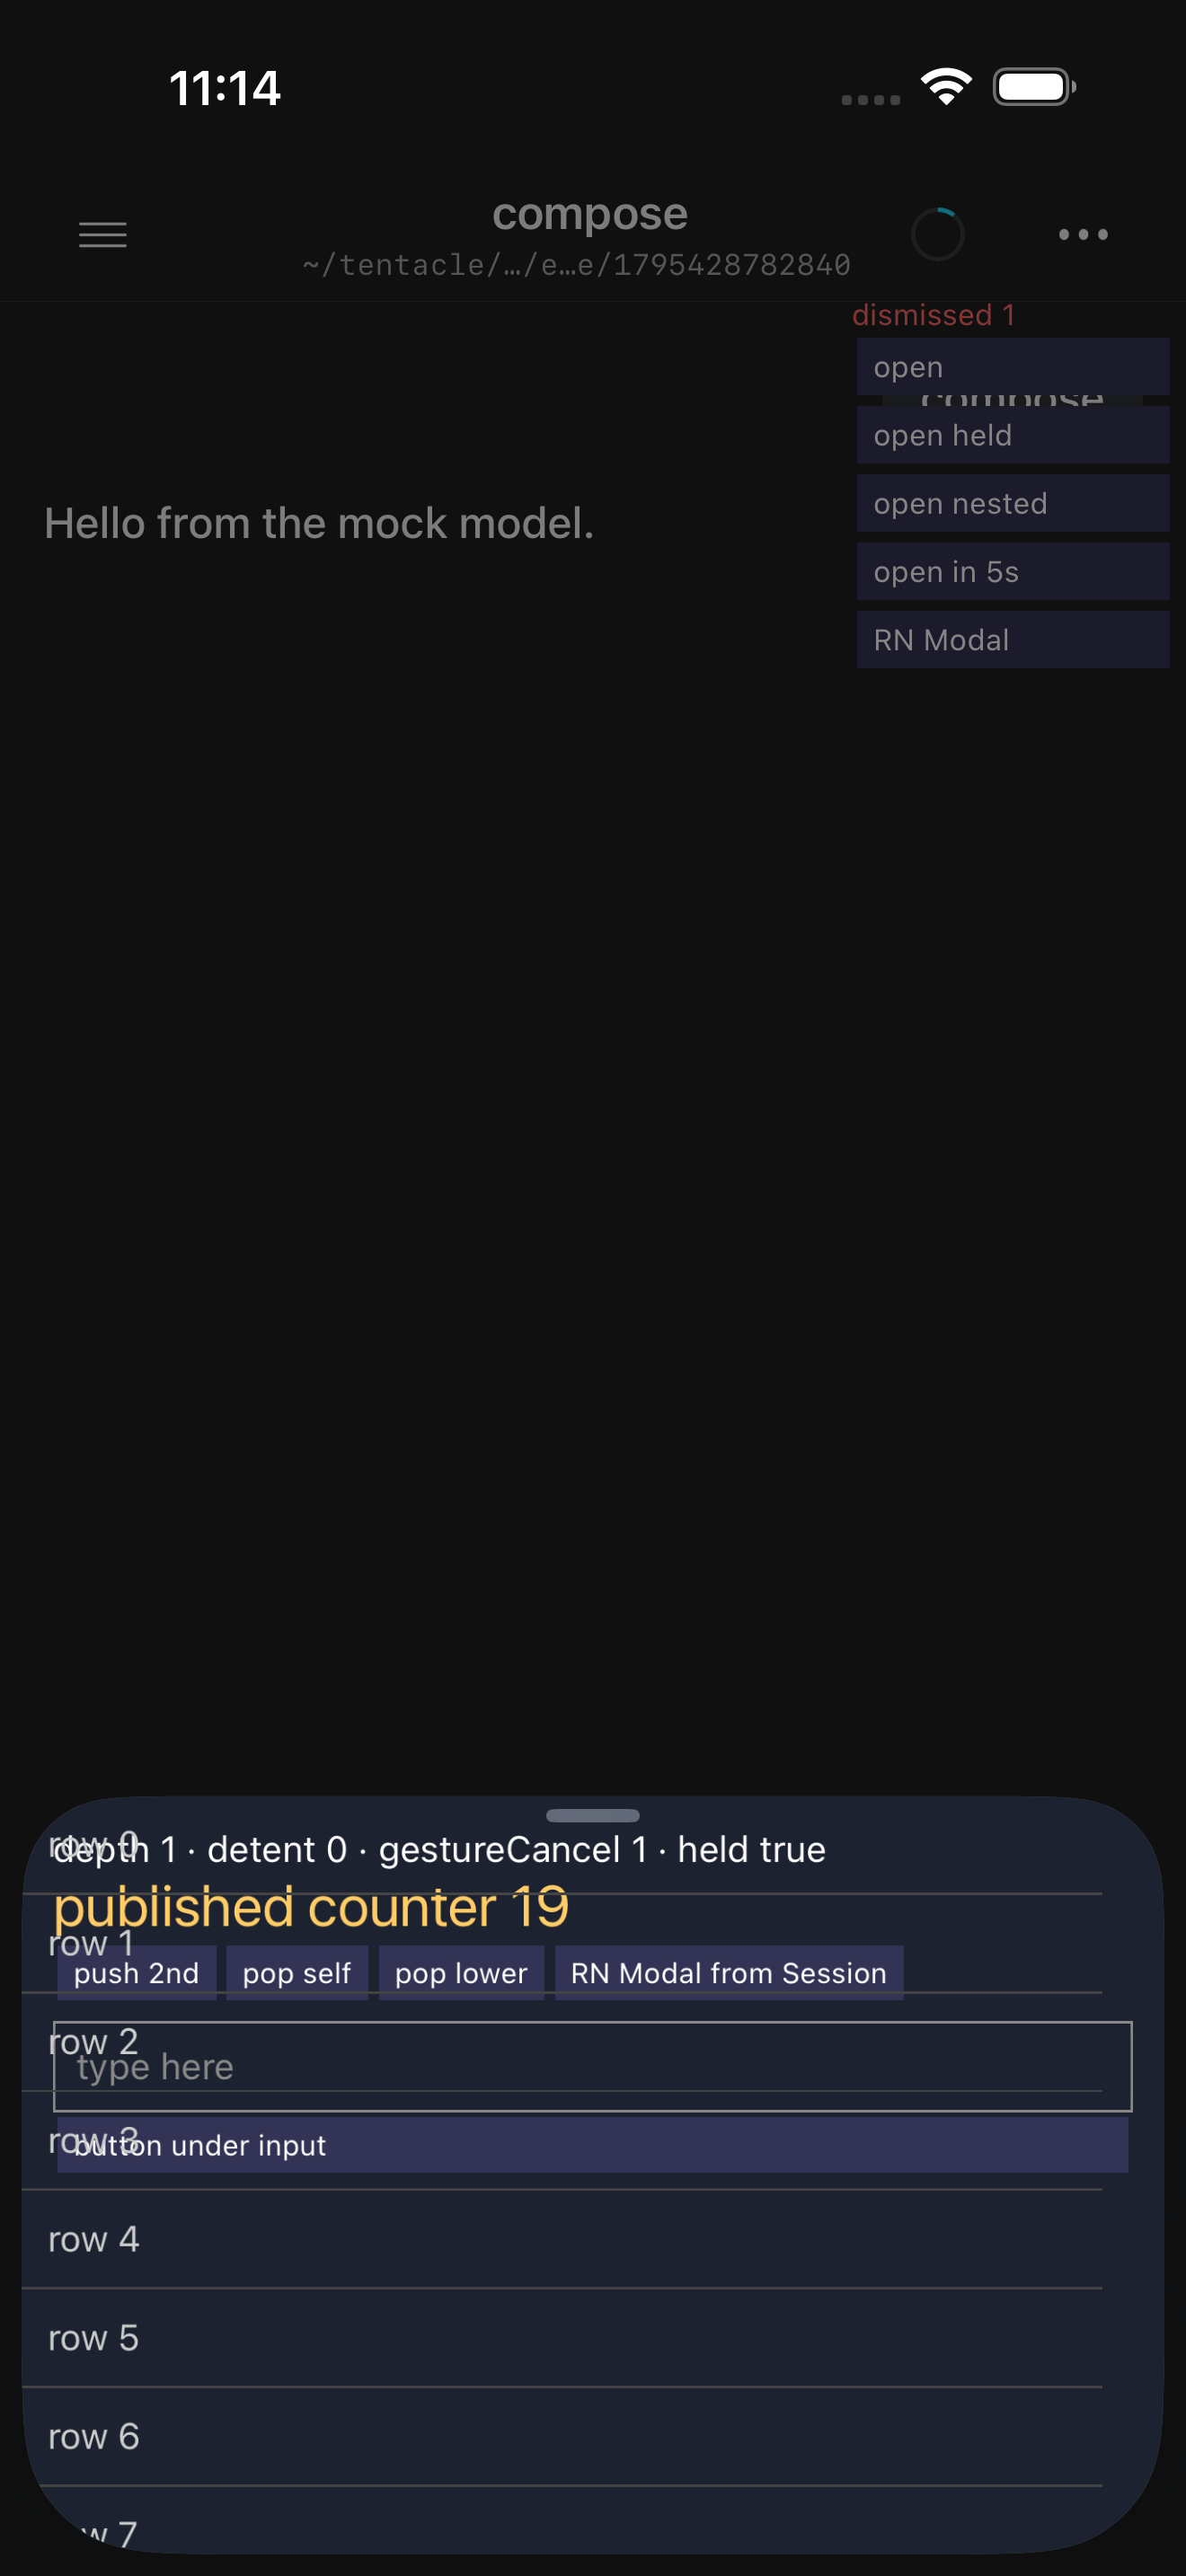 11:14
compose
~/tentacle/…/e…e/1795428782840
dismissed 1
open
compose
open held
open nested
Hello from the mock model.
open in 5s
RN Modal
row 0
depth 1 · detent 0 · gestureCancel 1 · held true
published counter 19
row 1
push 2nd pop self pop lower RN Modal from Session
row 2
type here
row 3
button under input
row 4
row 5
row 6
row 7